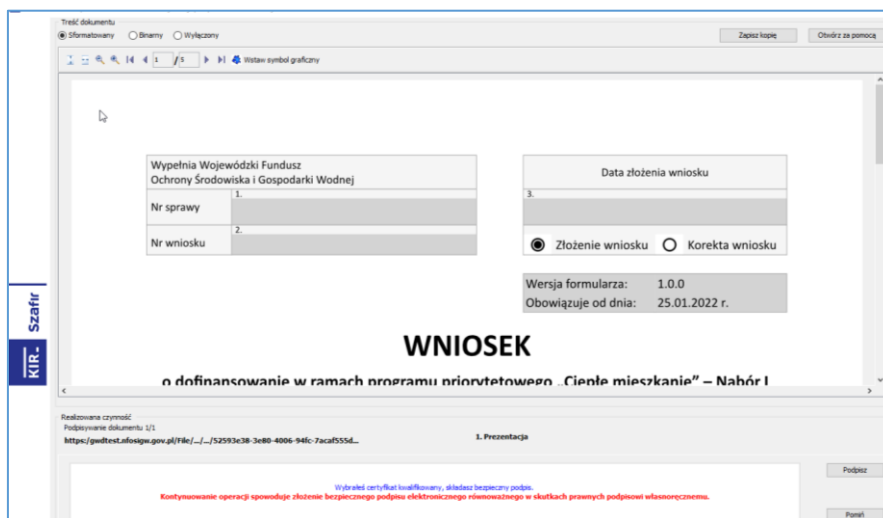 Treść dokumentu
Sformatowany Binarny Wyłączony
Zapisz kopię Otwórz za pomocą
1 / 5 Wstaw symbol graficzny
Wypełnia Wojewódzki Fundusz
Ochrony Środowiska i Gospodarki Wodnej
1.
Nr sprawy
2.
Nr wniosku
Data złożenia wniosku
3.
Złożenie wniosku Korekta wniosku
Wersja formularza: 1.0.0
Obowiązuje od dnia: 25.01.2022 r.
WNIOSEK
o dofinansowanie w ramach programu priorytetowego „Ciepłe mieszkanie” – Nabór I
KIR. Szafir
Realizowana czynność
Podpisywanie dokumentu 1/1
https:/gwdtest.nfosigw.gov.pl/File/.../.../52593e38-3e80-4006-94fc-7acaf555d...
1. Prezentacja
Wybrałeś certyfikat kwalifikowany, składasz bezpieczny podpis.
Kontynuowanie operacji spowoduje złożenie bezpiecznego podpisu elektronicznego równoważnego w skutkach prawnych podpisowi własnoręcznemu.
Podpisz
Pomiń